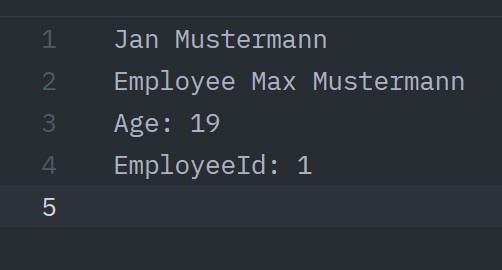 1 Jan Mustermann
2 Employee Max Mustermann
3 Age: 19
4 EmployeeId: 1
5